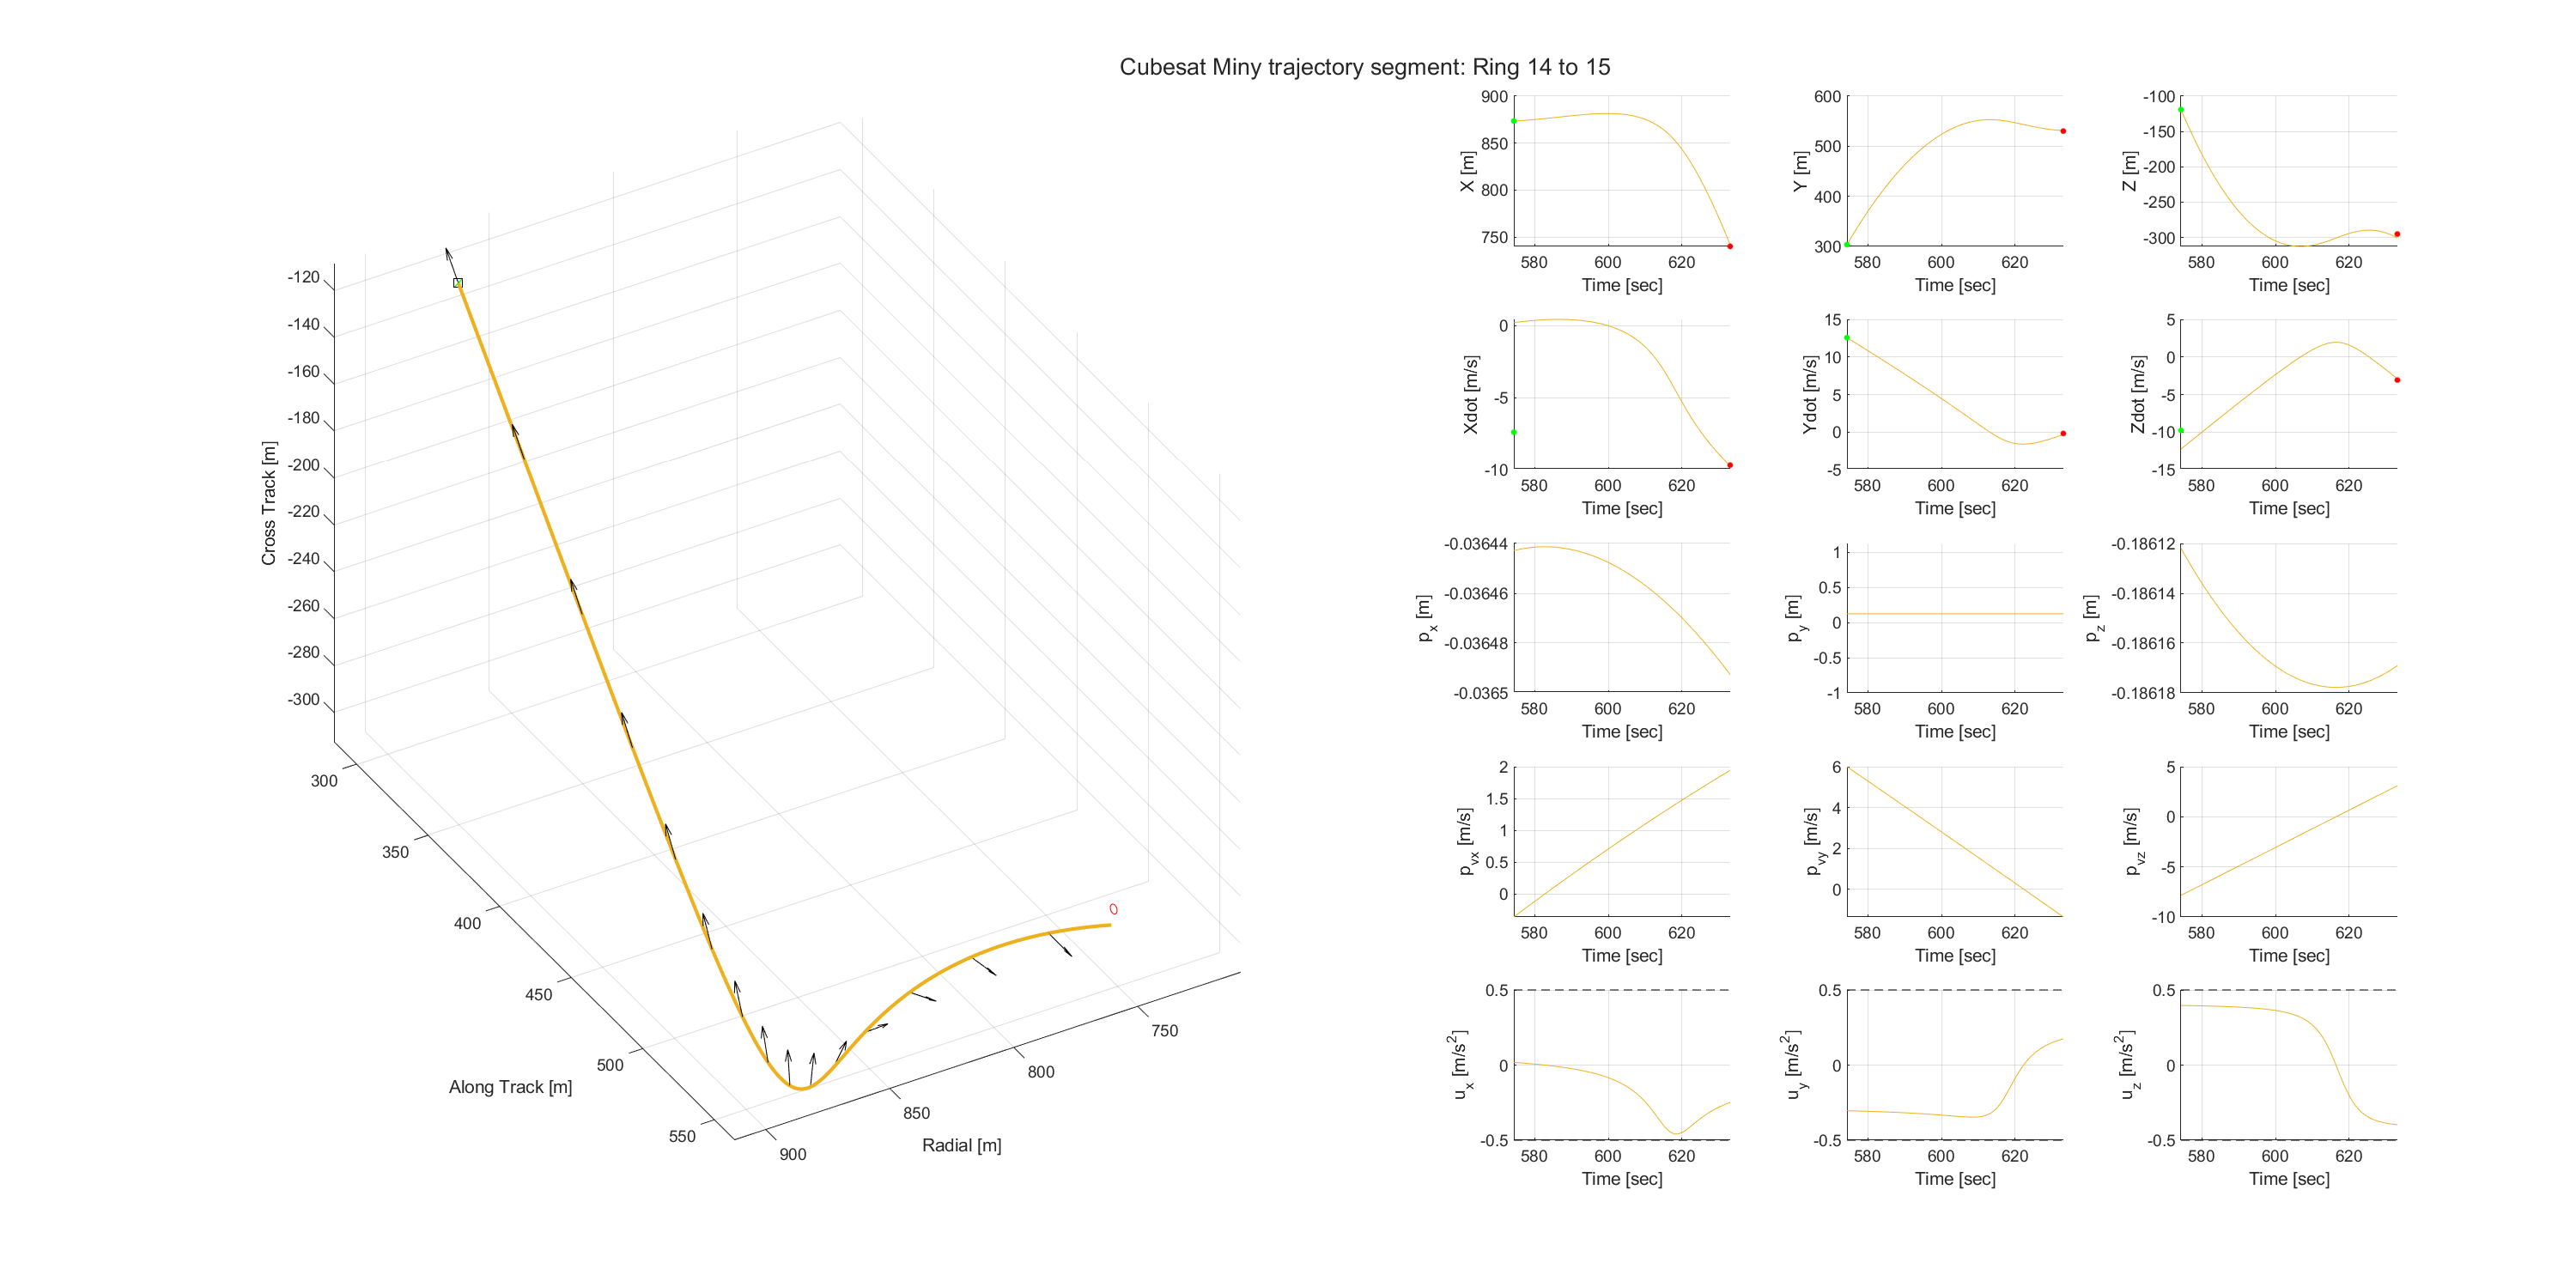 Cubesat Miny trajectory segment: Ring 14 to 15
Cross Track [m]
-120
-140
-160
-180
-200
-220
-240
-260
-280
-300
Along Track [m]
300
350
400
450
500
550
Radial [m]
900
850
800
750
0
X [m]
900
850
800
750
580 600 620
Time [sec]
Y [m]
600
500
400
300
580 600 620
Time [sec]
Z [m]
-100
-150
-200
-250
-300
580 600 620
Time [sec]
Xdot [m/s]
0
-5
-10
580 600 620
Time [sec]
Ydot [m/s]
15
10
5
0
-5
580 600 620
Time [sec]
Zdot [m/s]
5
0
-5
-10
-15
580 600 620
Time [sec]
p_x [m]
-0.03644
-0.03646
-0.03648
-0.0365
580 600 620
Time [sec]
p_y [m]
1
0.5
0
-0.5
-1
580 600 620
Time [sec]
p_z [m]
-0.18612
-0.18614
-0.18616
-0.18618
580 600 620
Time [sec]
p_vx [m/s]
2
1.5
1
0.5
0
580 600 620
Time [sec]
p_vy [m/s]
6
4
2
0
580 600 620
Time [sec]
p_vz [m/s]
5
0
-5
-10
580 600 620
Time [sec]
u_x [m/s²]
0.5
0
-0.5
580 600 620
Time [sec]
u_y [m/s²]
0.5
0
-0.5
580 600 620
Time [sec]
u_z [m/s²]
0.5
0
-0.5
580 600 620
Time [sec]